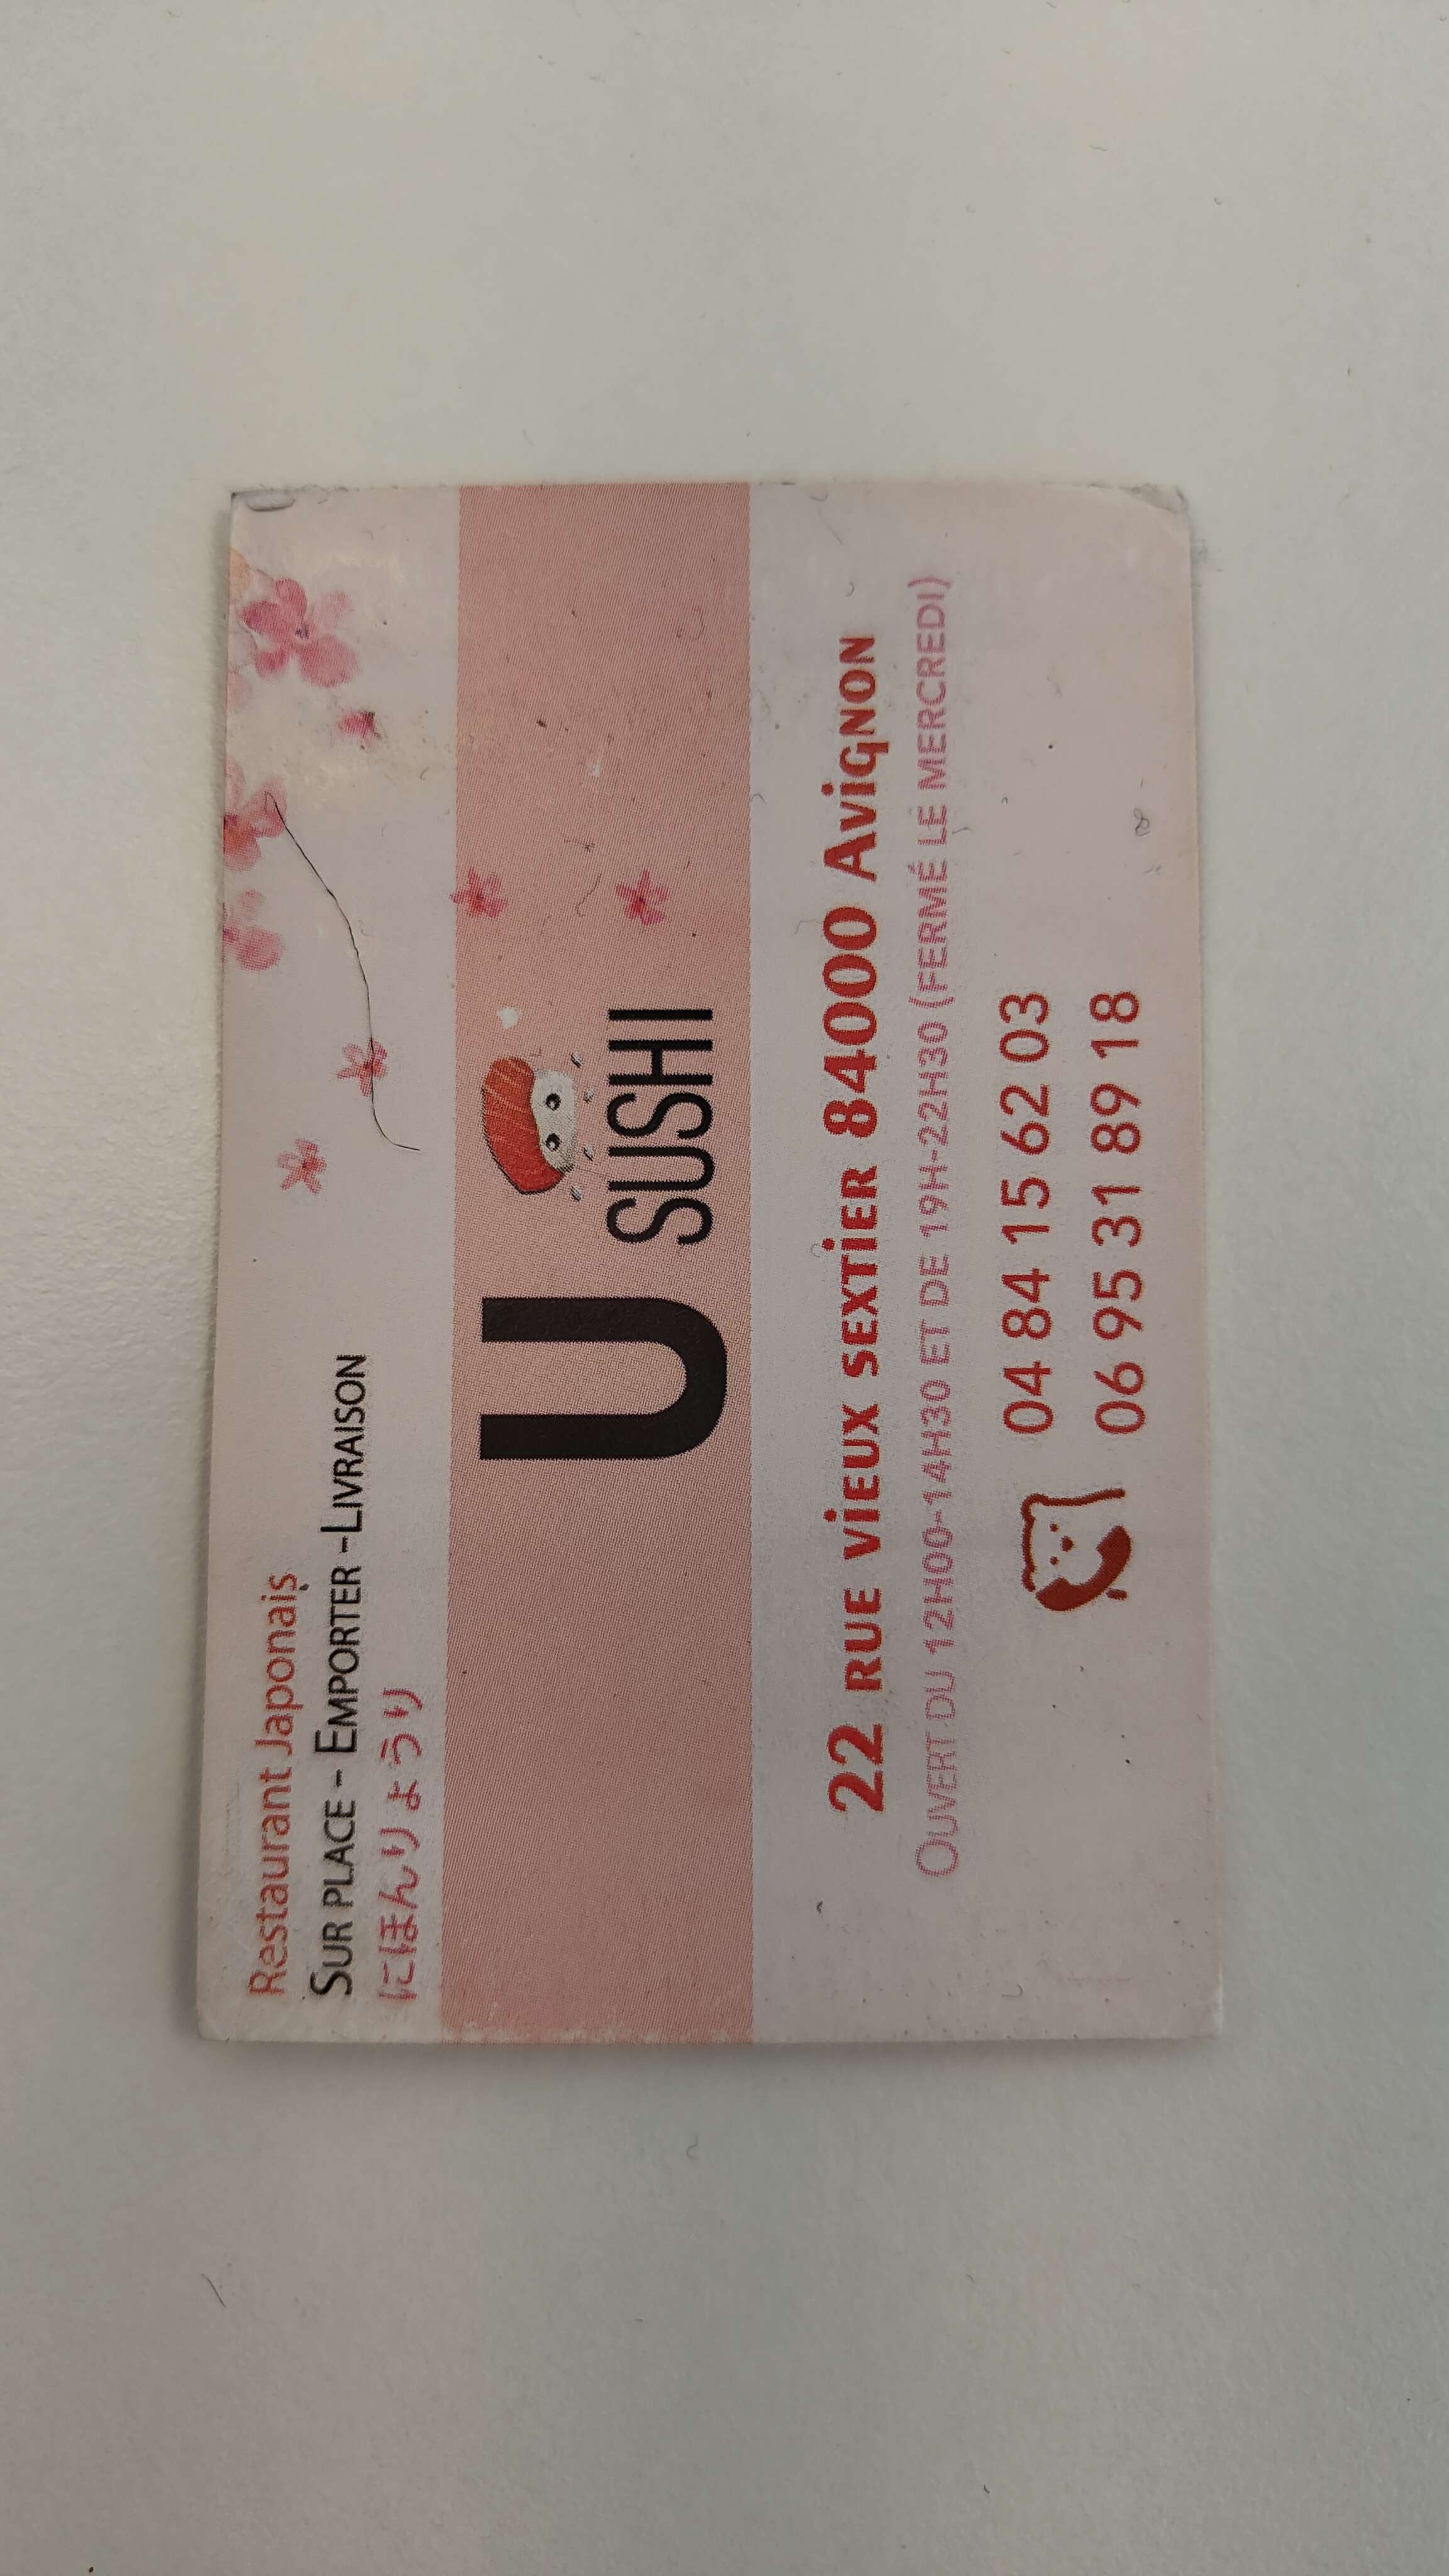 Restaurant Japonais
SUR PLACE - EMPORTER -LIVRAISON
にほんりょうり
U
SUSHI
22 RUE ViEUX SEXTiER 84000 AvigNON
OUVERT DU 12H00-14H30 ET DE 19H-22H30 (FERMÉ LE MERCREDI)
04 84 15 62 03
06 95 31 89 18